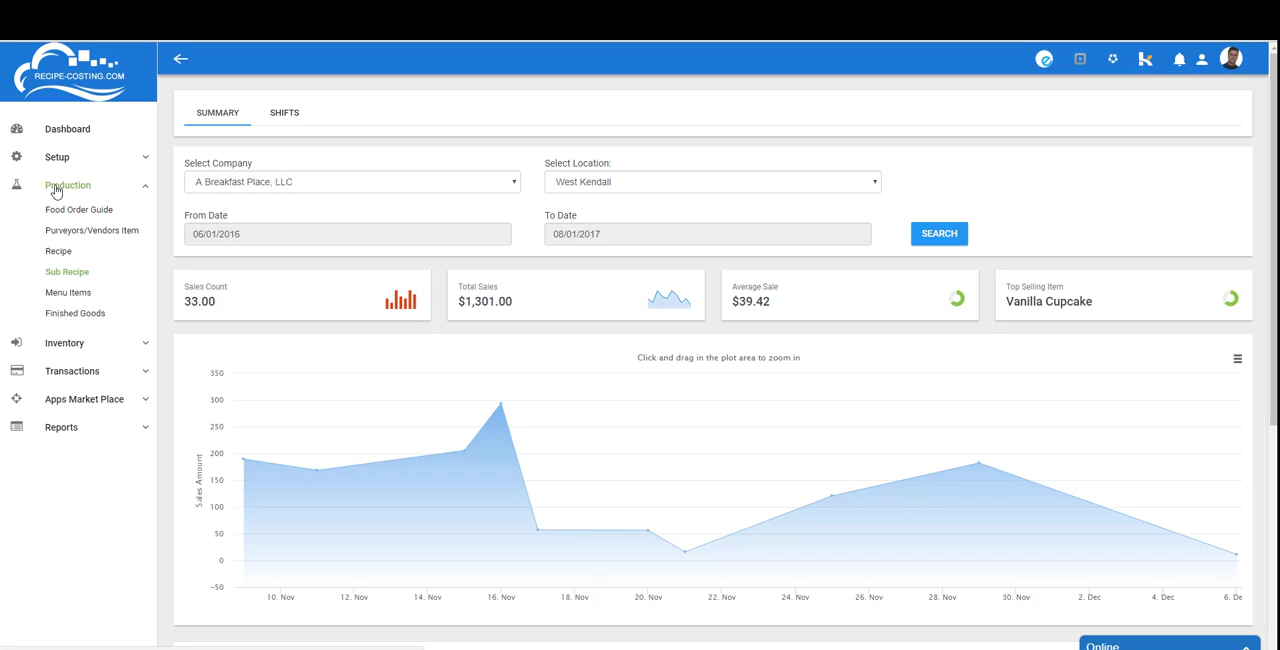 RECIPE-COSTING.COM
Dashboard
Setup
Production
Food Order Guide
Purveyors/Vendors Item
Recipe
Sub Recipe
Menu Items
Finished Goods
Inventory
Transactions
Apps Market Place
Reports
SUMMARY SHIFTS
Select Company Select Location:
A Breakfast Place, LLC West Kendall
From Date To Date
06/01/2016 08/01/2017 SEARCH
Sales Count Total Sales Average Sale Top Selling Item
33.00 $1,301.00 $39.42 Vanilla Cupcake
Click and drag in the plot area to zoom in
Sales Amount
350
300
250
200
150
100
50
0
-50
10. Nov 12. Nov 14. Nov 16. Nov 18. Nov 20. Nov 22. Nov 24. Nov 26. Nov 28. Nov 30. Nov 2. Dec 4. Dec 6. De
Online